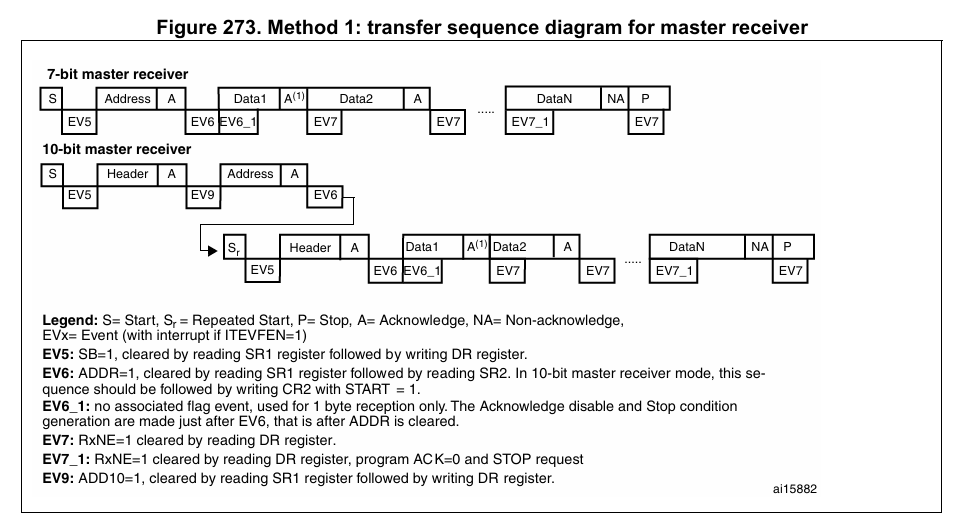 Figure 273. Method 1: transfer sequence diagram for master receiver
7-bit master receiver
S Address A Data1 A(1) Data2 A ..... DataN NA P
EV5 EV6 EV6_1 EV7 EV7 EV7_1 EV7
10-bit master receiver
S Header A Address A
EV5 EV9 EV6
Sr Header A Data1 A(1) Data2 A ..... DataN NA P
EV5 EV6 EV6_1 EV7 EV7 EV7_1 EV7
Legend: S= Start, Sr = Repeated Start, P= Stop, A= Acknowledge, NA= Non-acknowledge,
EVx= Event (with interrupt if ITEVFEN=1)
EV5: SB=1, cleared by reading SR1 register followed by writing DR register.
EV6: ADDR=1, cleared by reading SR1 register followed by reading SR2. In 10-bit master receiver mode, this se-
quence should be followed by writing CR2 with START = 1.
EV6_1: no associated flag event, used for 1 byte reception only. The Acknowledge disable and Stop condition
generation are made just after EV6, that is after ADDR is cleared.
EV7: RxNE=1 cleared by reading DR register.
EV7_1: RxNE=1 cleared by reading DR register, program ACK=0 and STOP request
EV9: ADD10=1, cleared by reading SR1 register followed by writing DR register.
ai15882